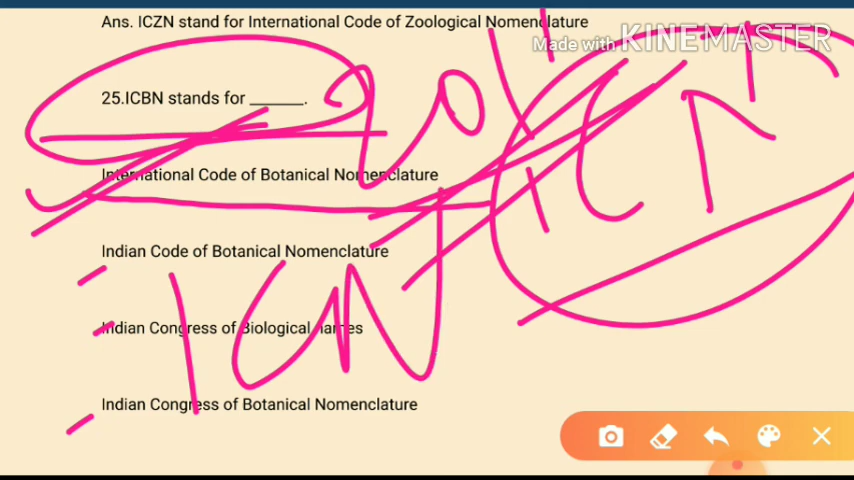 Ans. ICZN stand for International Code of Zoological Nomenclature
Made with KINEMASTER
25.ICBN stands for ______.
International Code of Botanical Nomenclature
Indian Code of Botanical Nomenclature
Indian Congress of Biological names
Indian Congress of Botanical Nomenclature
ICN